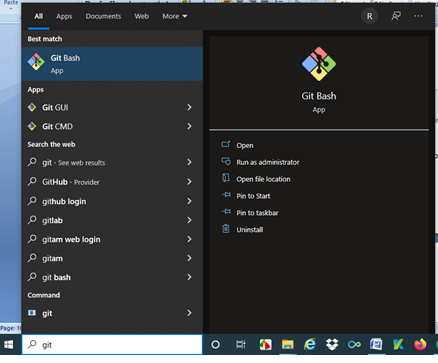 Paste
All Apps Documents Web More R ...
Best match
Git Bash
App
Apps
Git GUI
Git CMD
Search the web
git - See web results
GitHub - Provider
github login
gitlab
gitam web login
gitam
git bash
Command
git
Git Bash
App
Open
Run as administrator
Open file location
Pin to Start
Pin to taskbar
Uninstall
Page: 1
git